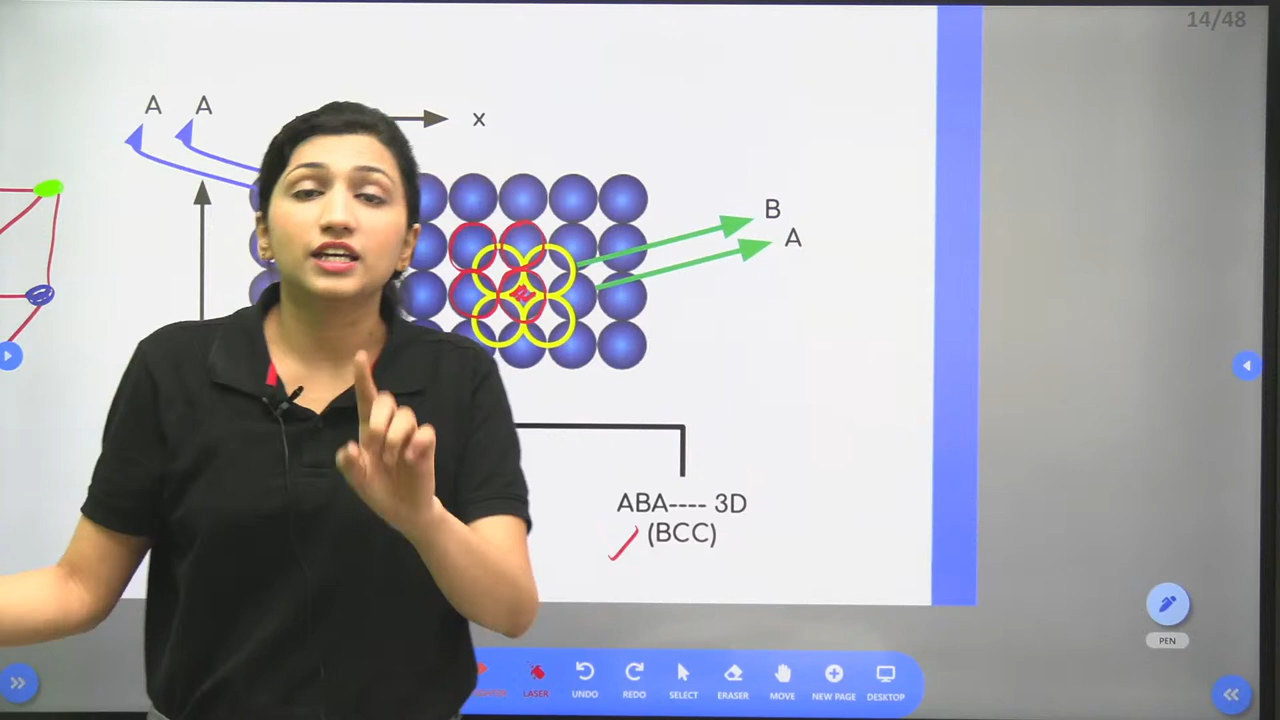 14/48
A A
x
B
A
ABA---- 3D
(BCC)
PEN
LASER
UNDO
REDO
SELECT
ERASER
MOVE
NEW PAGE
DESKTOP